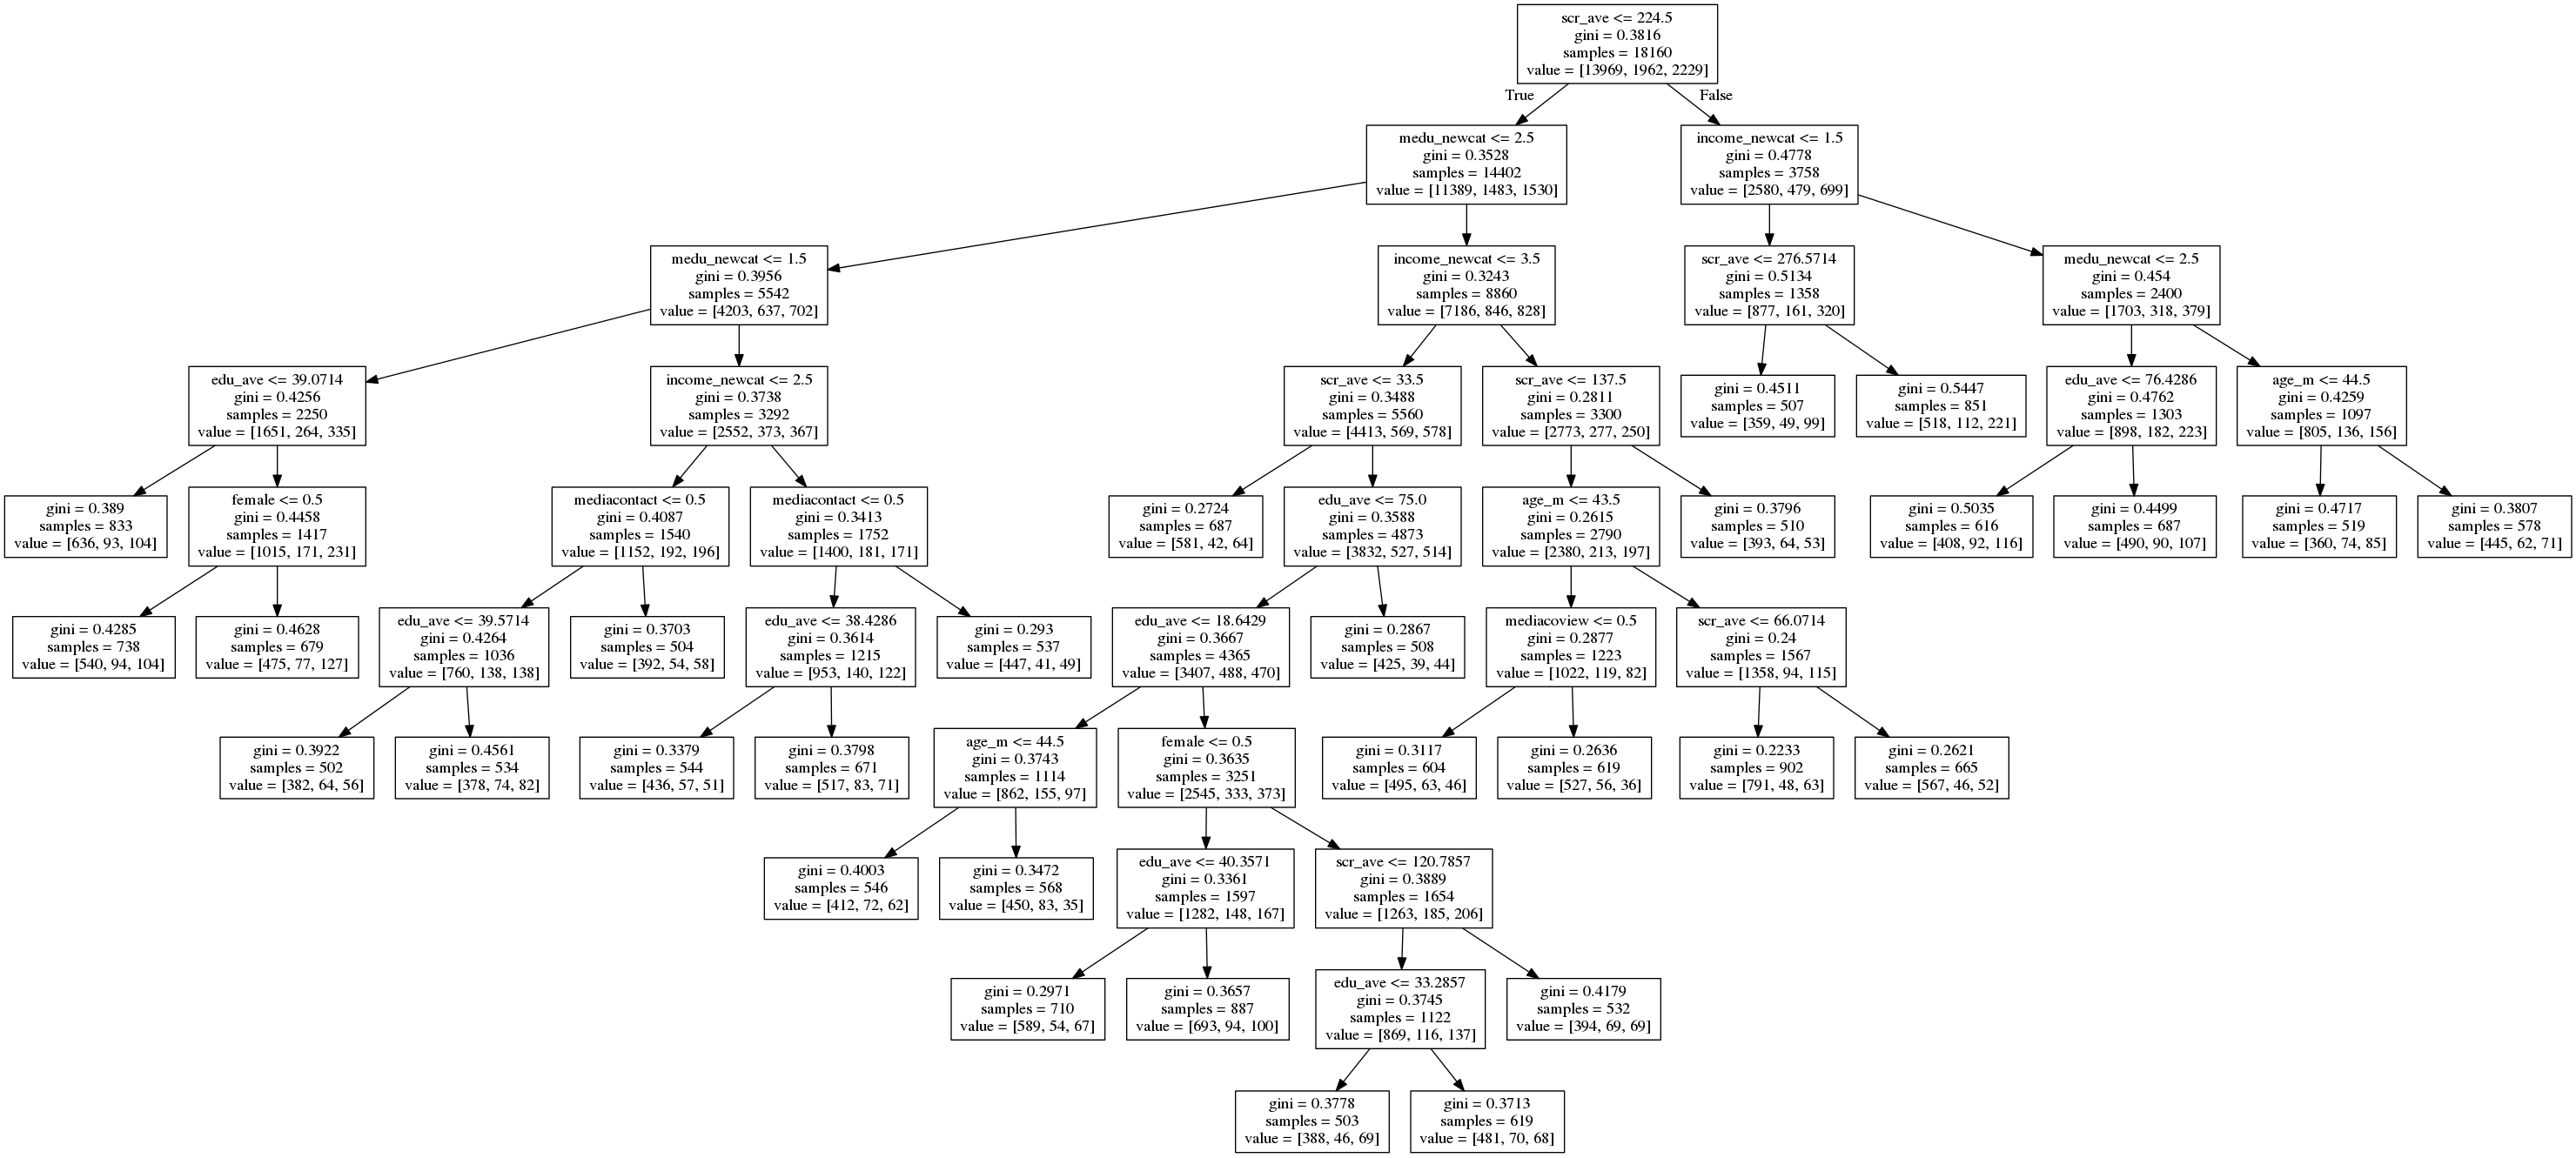 scr_ave <= 224.5
gini = 0.3816
samples = 18160
value = [13969, 1962, 2229]
True
False
medu_newcat <= 2.5
gini = 0.3528
samples = 14402
value = [11389, 1483, 1530]
income_newcat <= 1.5
gini = 0.4778
samples = 3758
value = [2580, 479, 699]
medu_newcat <= 1.5
gini = 0.3956
samples = 5542
value = [4203, 637, 702]
income_newcat <= 3.5
gini = 0.3243
samples = 8860
value = [7186, 846, 828]
scr_ave <= 276.5714
gini = 0.5134
samples = 1358
value = [877, 161, 320]
medu_newcat <= 2.5
gini = 0.454
samples = 2400
value = [1703, 318, 379]
edu_ave <= 39.0714
gini = 0.4256
samples = 2250
value = [1651, 264, 335]
income_newcat <= 2.5
gini = 0.3738
samples = 3292
value = [2552, 373, 367]
scr_ave <= 33.5
gini = 0.3488
samples = 5560
value = [4413, 569, 578]
scr_ave <= 137.5
gini = 0.2811
samples = 3300
value = [2773, 277, 250]
gini = 0.4511
samples = 507
value = [359, 49, 99]
gini = 0.5447
samples = 851
value = [518, 112, 221]
edu_ave <= 76.4286
gini = 0.4762
samples = 1303
value = [898, 182, 223]
age_m <= 44.5
gini = 0.4259
samples = 1097
value = [805, 136, 156]
gini = 0.389
samples = 833
value = [636, 93, 104]
female <= 0.5
gini = 0.4458
samples = 1417
value = [1015, 171, 231]
mediacontact <= 0.5
gini = 0.4087
samples = 1540
value = [1152, 192, 196]
mediacontact <= 0.5
gini = 0.3413
samples = 1752
value = [1400, 181, 171]
gini = 0.2724
samples = 687
value = [581, 42, 64]
edu_ave <= 75.0
gini = 0.3588
samples = 4873
value = [3832, 527, 514]
age_m <= 43.5
gini = 0.2615
samples = 2790
value = [2380, 213, 197]
gini = 0.3796
samples = 510
value = [393, 64, 53]
gini = 0.5035
samples = 616
value = [408, 92, 116]
gini = 0.4499
samples = 687
value = [490, 90, 107]
gini = 0.4717
samples = 519
value = [360, 74, 85]
gini = 0.3807
samples = 578
value = [445, 62, 71]
gini = 0.4285
samples = 738
value = [540, 94, 104]
gini = 0.4628
samples = 679
value = [475, 77, 127]
edu_ave <= 39.5714
gini = 0.4264
samples = 1036
value = [760, 138, 138]
gini = 0.3703
samples = 504
value = [392, 54, 58]
edu_ave <= 38.4286
gini = 0.3614
samples = 1215
value = [953, 140, 122]
gini = 0.293
samples = 537
value = [447, 41, 49]
edu_ave <= 18.6429
gini = 0.3667
samples = 4365
value = [3407, 488, 470]
gini = 0.2867
samples = 508
value = [425, 39, 44]
mediacoview <= 0.5
gini = 0.2877
samples = 1223
value = [1022, 119, 82]
scr_ave <= 66.0714
gini = 0.24
samples = 1567
value = [1358, 94, 115]
gini = 0.3922
samples = 502
value = [382, 64, 56]
gini = 0.4561
samples = 534
value = [378, 74, 82]
gini = 0.3379
samples = 544
value = [436, 57, 51]
gini = 0.3798
samples = 671
value = [517, 83, 71]
age_m <= 44.5
gini = 0.3743
samples = 1114
value = [862, 155, 97]
female <= 0.5
gini = 0.3635
samples = 3251
value = [2545, 333, 373]
gini = 0.3117
samples = 604
value = [495, 63, 46]
gini = 0.2636
samples = 619
value = [527, 56, 36]
gini = 0.2233
samples = 902
value = [791, 48, 63]
gini = 0.2621
samples = 665
value = [567, 46, 52]
gini = 0.4003
samples = 546
value = [412, 72, 62]
gini = 0.3472
samples = 568
value = [450, 83, 35]
edu_ave <= 40.3571
gini = 0.3361
samples = 1597
value = [1282, 148, 167]
scr_ave <= 120.7857
gini = 0.3889
samples = 1654
value = [1263, 185, 206]
gini = 0.2971
samples = 710
value = [589, 54, 67]
gini = 0.3657
samples = 887
value = [693, 94, 100]
edu_ave <= 33.2857
gini = 0.3745
samples = 1122
value = [869, 116, 137]
gini = 0.4179
samples = 532
value = [394, 69, 69]
gini = 0.3778
samples = 503
value = [388, 46, 69]
gini = 0.3713
samples = 619
value = [481, 70, 68]